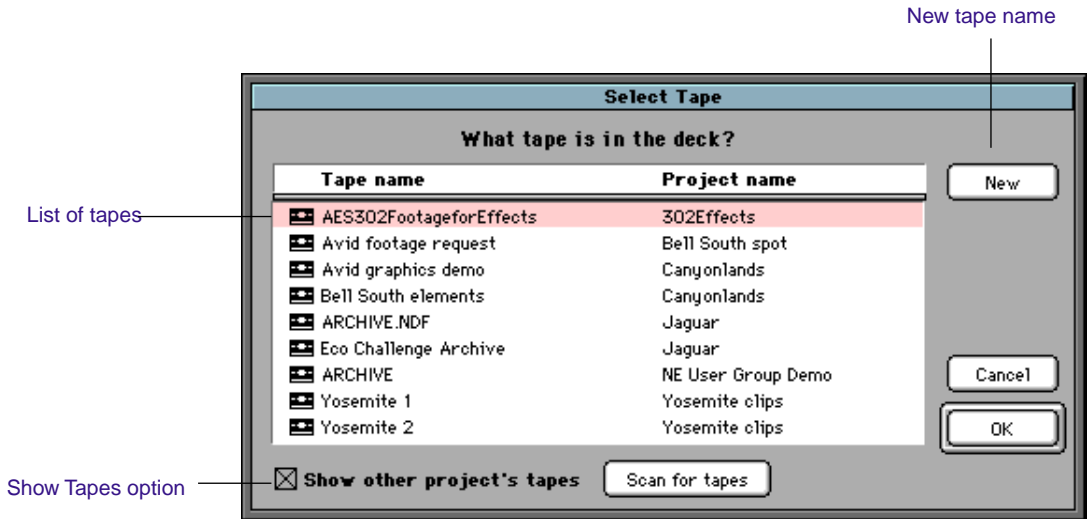 New tape name
Select Tape
What tape is in the deck?
Tape name Project name
New
List of tapes
AES302FootageforEffects 302Effects
Avid footage request Bell South spot
Avid graphics demo Canyonlands
Bell South elements Canyonlands
ARCHIVE.NDF Jaguar
Eco Challenge Archive Jaguar
ARCHIVE NE User Group Demo
Cancel
Yosemite 1 Yosemite clips
Yosemite 2 Yosemite clips
OK
Show Tapes option
Show other project's tapes
Scan for tapes